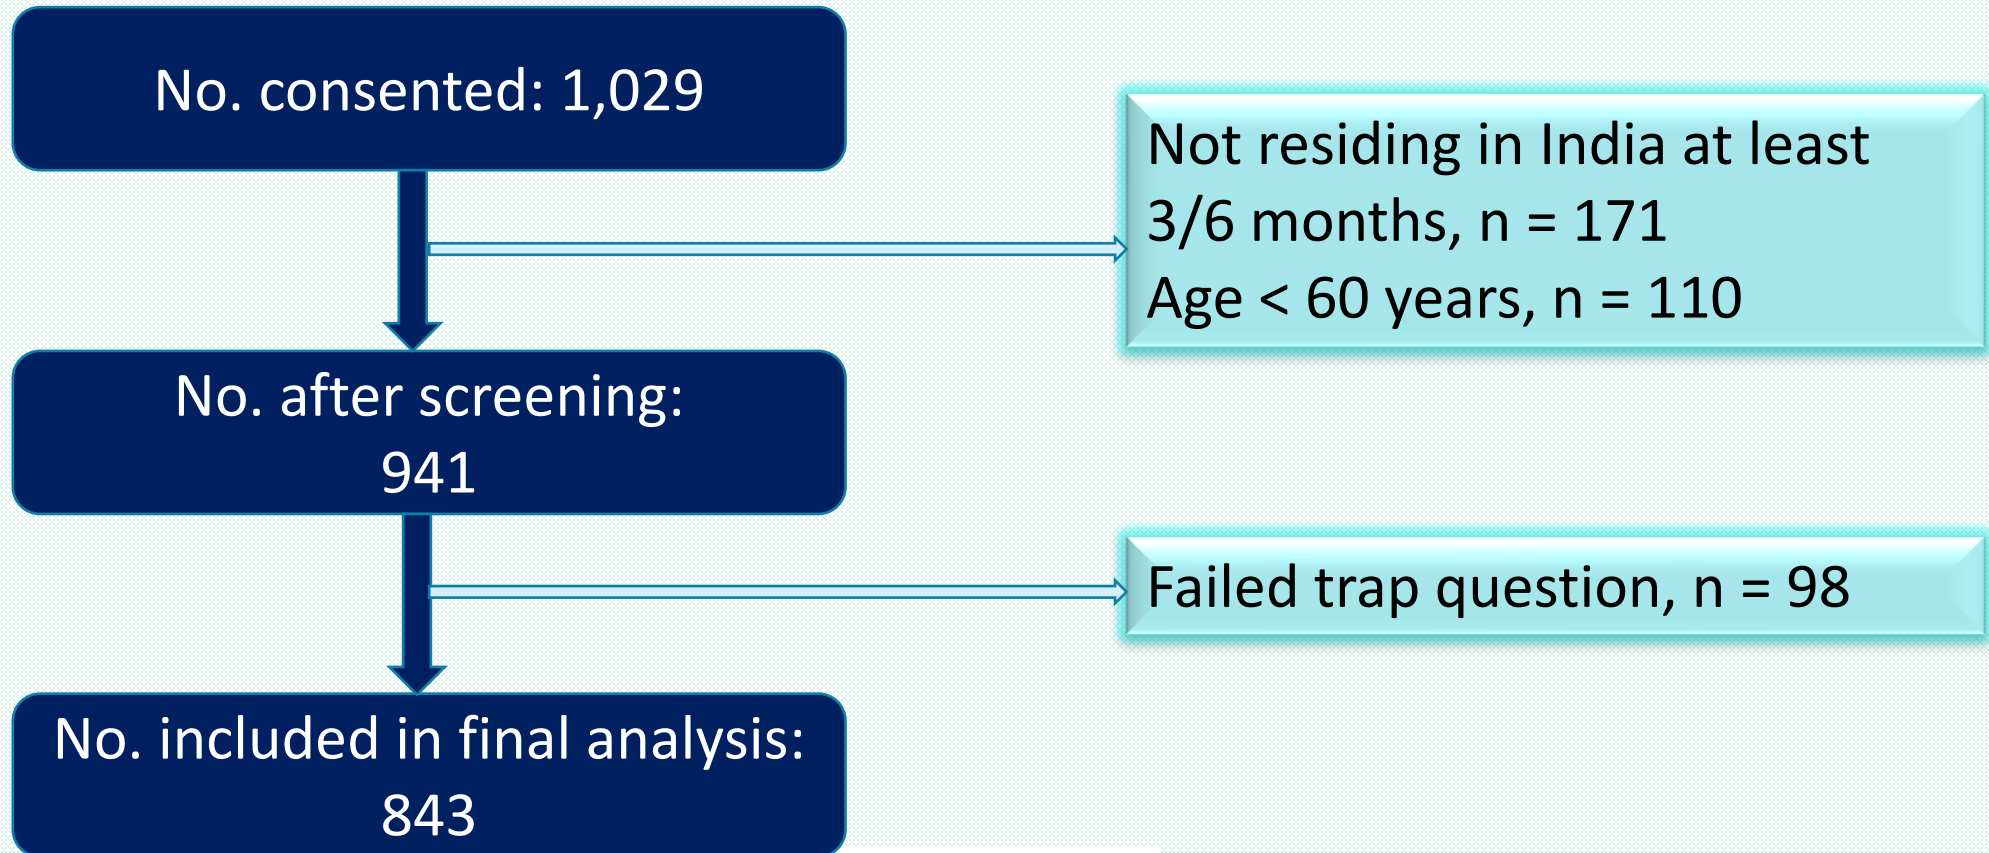 No. consented: 1,029
Not residing in India at least
3/6 months, n = 171
Age < 60 years, n = 110
No. after screening:
941
Failed trap question, n = 98
No. included in final analysis:
843